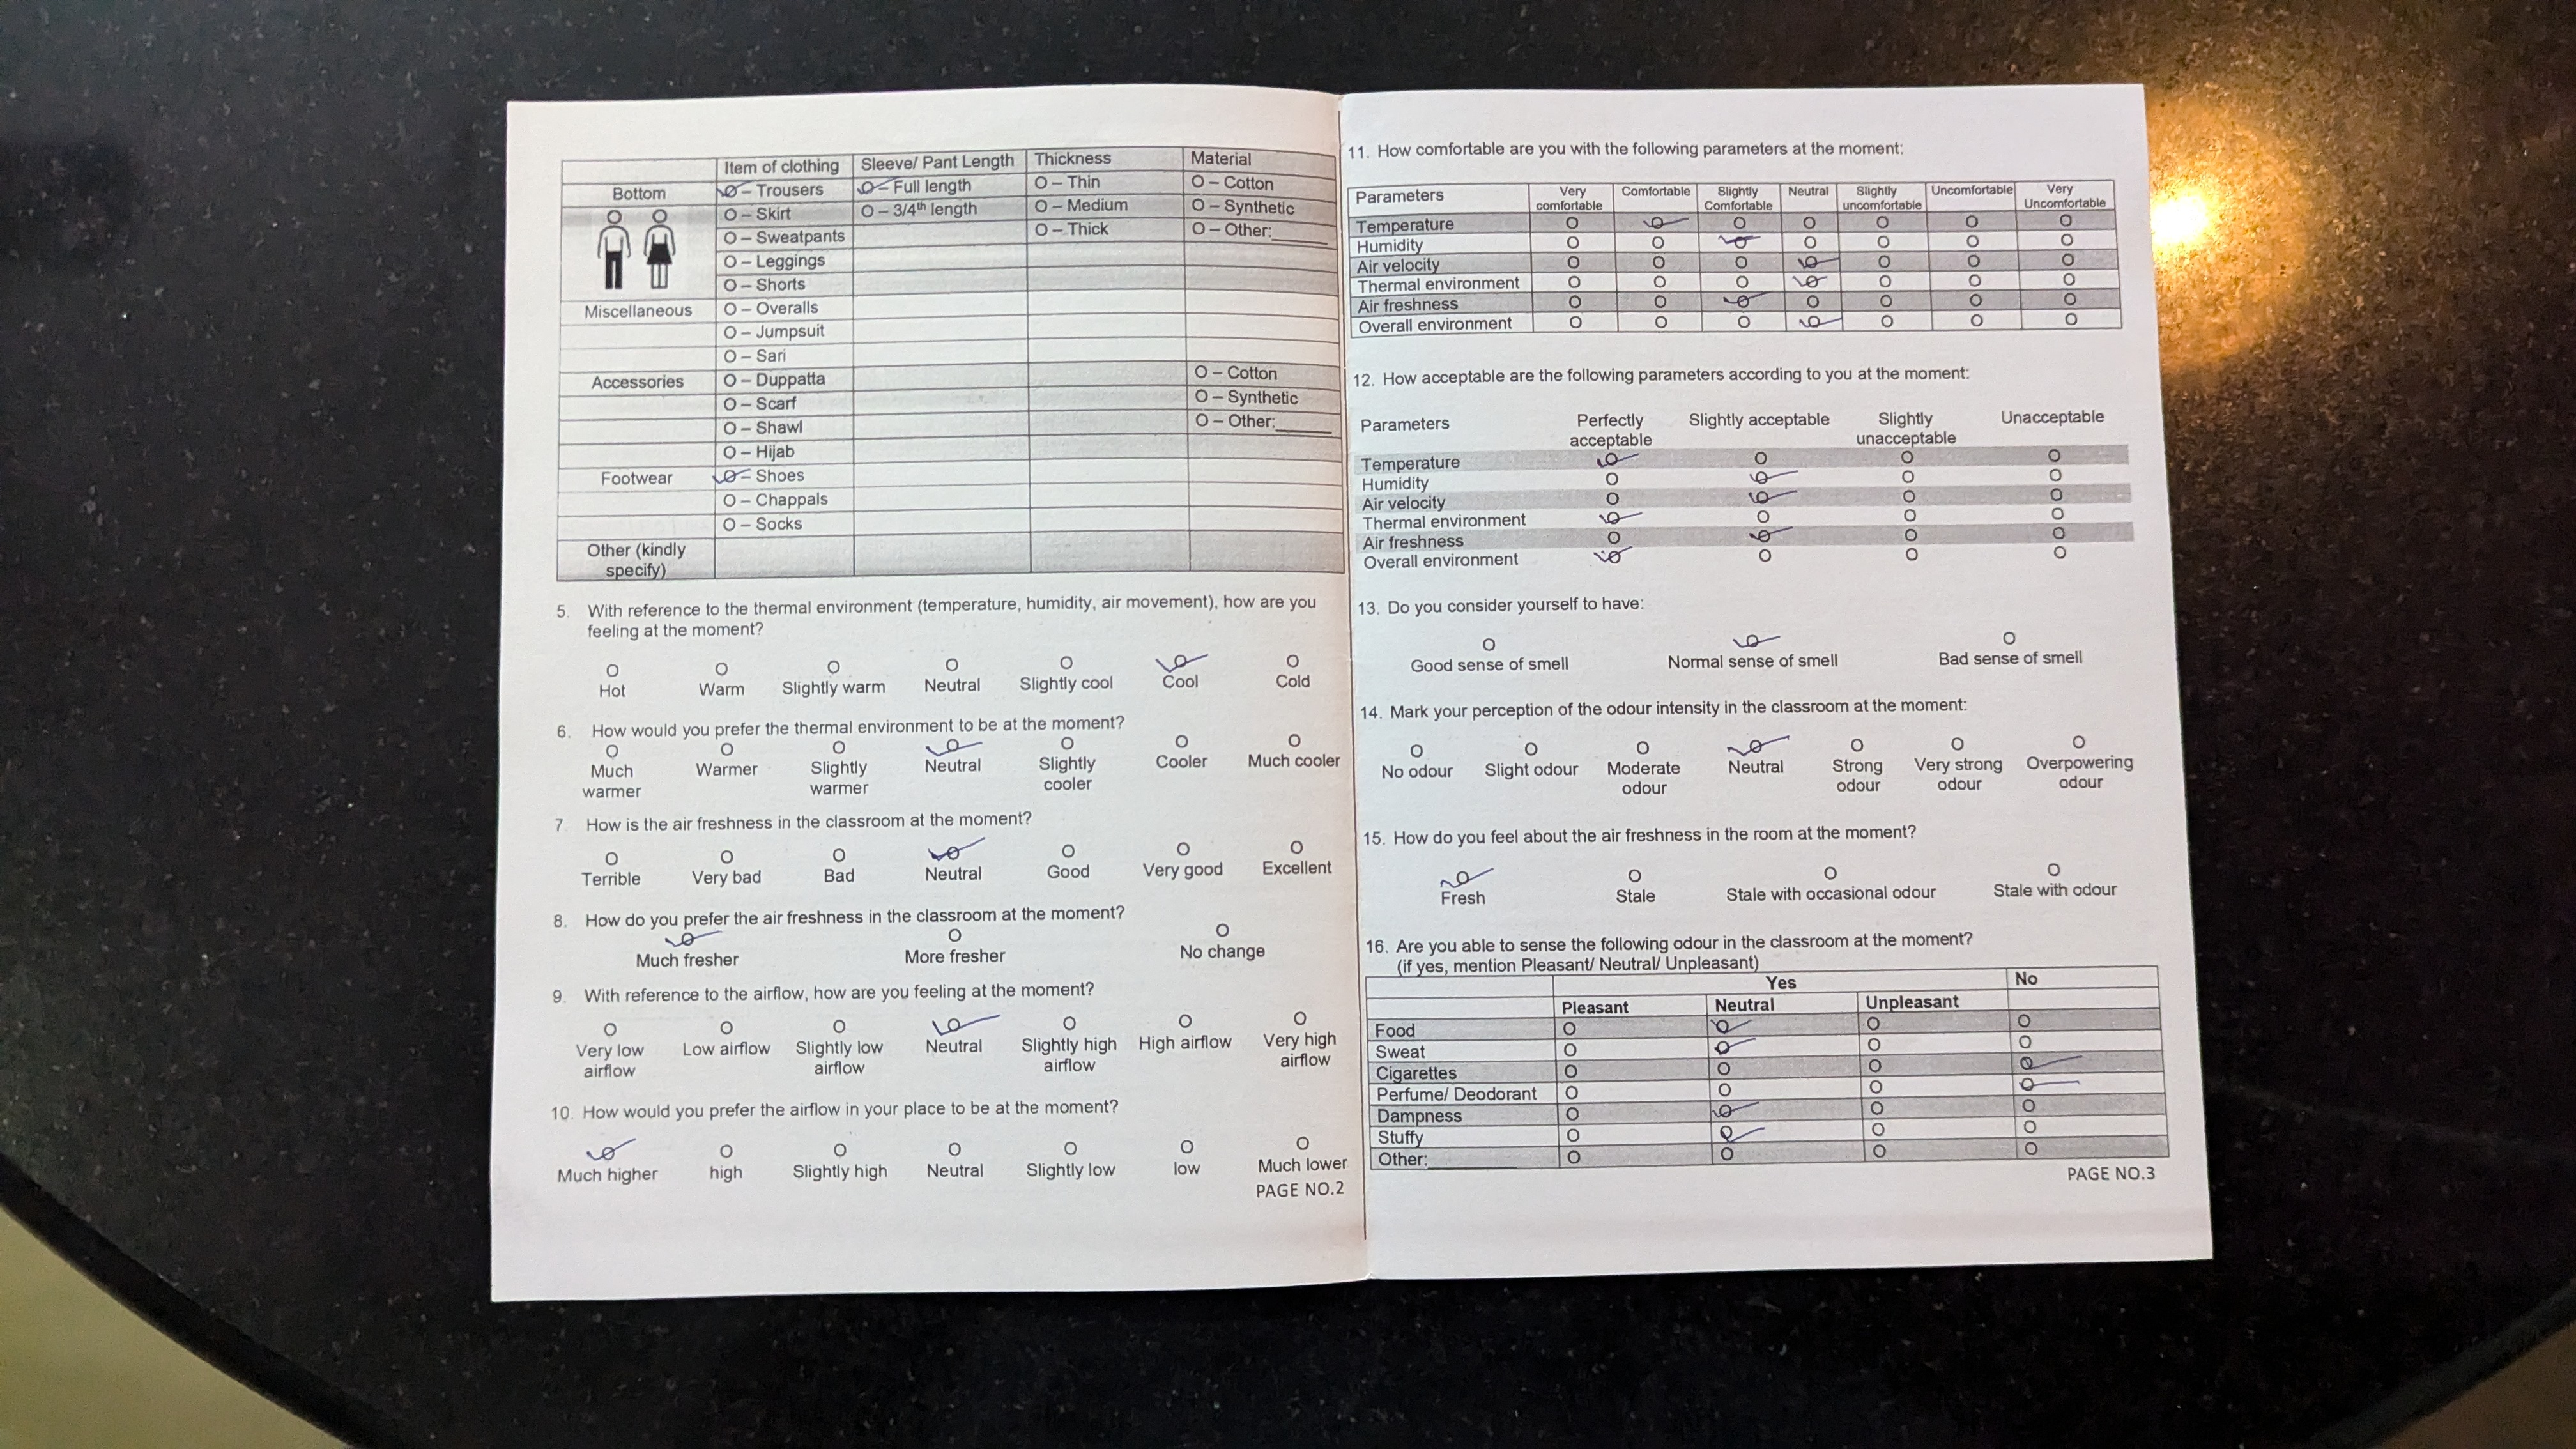 Item of clothing Sleeve/ Pant Length Thickness Material
Bottom O – Trousers O – Full length O – Thin O – Cotton
O – Skirt O – 3/4th length O – Medium O – Synthetic
O – Sweatpants O – Thick O – Other:______
O – Leggings
O – Shorts
Miscellaneous O – Overalls
O – Jumpsuit
O – Sari
Accessories O – Duppatta O – Cotton
O – Scarf O – Synthetic
O – Shawl O – Other:______
O – Hijab
Footwear O – Shoes
O – Chappals
O – Socks
Other (kindly
specify)
5. With reference to the thermal environment (temperature, humidity, air movement), how are you
feeling at the moment?
O O O O O O O
Hot Warm Slightly warm Neutral Slightly cool Cool Cold
6. How would you prefer the thermal environment to be at the moment?
O O O O O O O
Much Warmer Slightly Neutral Slightly Cooler Much cooler
warmer warmer cooler
7. How is the air freshness in the classroom at the moment?
O O O O O O O
Terrible Very bad Bad Neutral Good Very good Excellent
8. How do you prefer the air freshness in the classroom at the moment?
O O O
Much fresher More fresher No change
9. With reference to the airflow, how are you feeling at the moment?
O O O O O O O
Very low Low airflow Slightly low Neutral Slightly high High airflow Very high
airflow airflow airflow airflow
10. How would you prefer the airflow in your place to be at the moment?
O O O O O O O
Much higher high Slightly high Neutral Slightly low low Much lower
PAGE NO.2
11. How comfortable are you with the following parameters at the moment:
Parameters Very Comfortable Slightly Neutral Slightly Uncomfortable Very
comfortable Comfortable uncomfortable Uncomfortable
Temperature O O O O O O O
Humidity O O O O O O O
Air velocity O O O O O O O
Thermal environment O O O O O O O
Air freshness O O O O O O O
Overall environment O O O O O O O
12. How acceptable are the following parameters according to you at the moment:
Parameters Perfectly Slightly acceptable Slightly Unacceptable
acceptable unacceptable
Temperature O O O O
Humidity O O O O
Air velocity O O O O
Thermal environment O O O O
Air freshness O O O O
Overall environment O O O O
13. Do you consider yourself to have:
O O O
Good sense of smell Normal sense of smell Bad sense of smell
14. Mark your perception of the odour intensity in the classroom at the moment:
O O O O O O O
No odour Slight odour Moderate Neutral Strong Very strong Overpowering
odour odour odour odour
15. How do you feel about the air freshness in the room at the moment?
O O O O
Fresh Stale Stale with occasional odour Stale with odour
16. Are you able to sense the following odour in the classroom at the moment?
(if yes, mention Pleasant/ Neutral/ Unpleasant)
Yes No
Pleasant Neutral Unpleasant
Food O O O O
Sweat O O O O
Cigarettes O O O O
Perfume/ Deodorant O O O O
Dampness O O O O
Stuffy O O O O
Other:__________ O O O O
PAGE NO.3